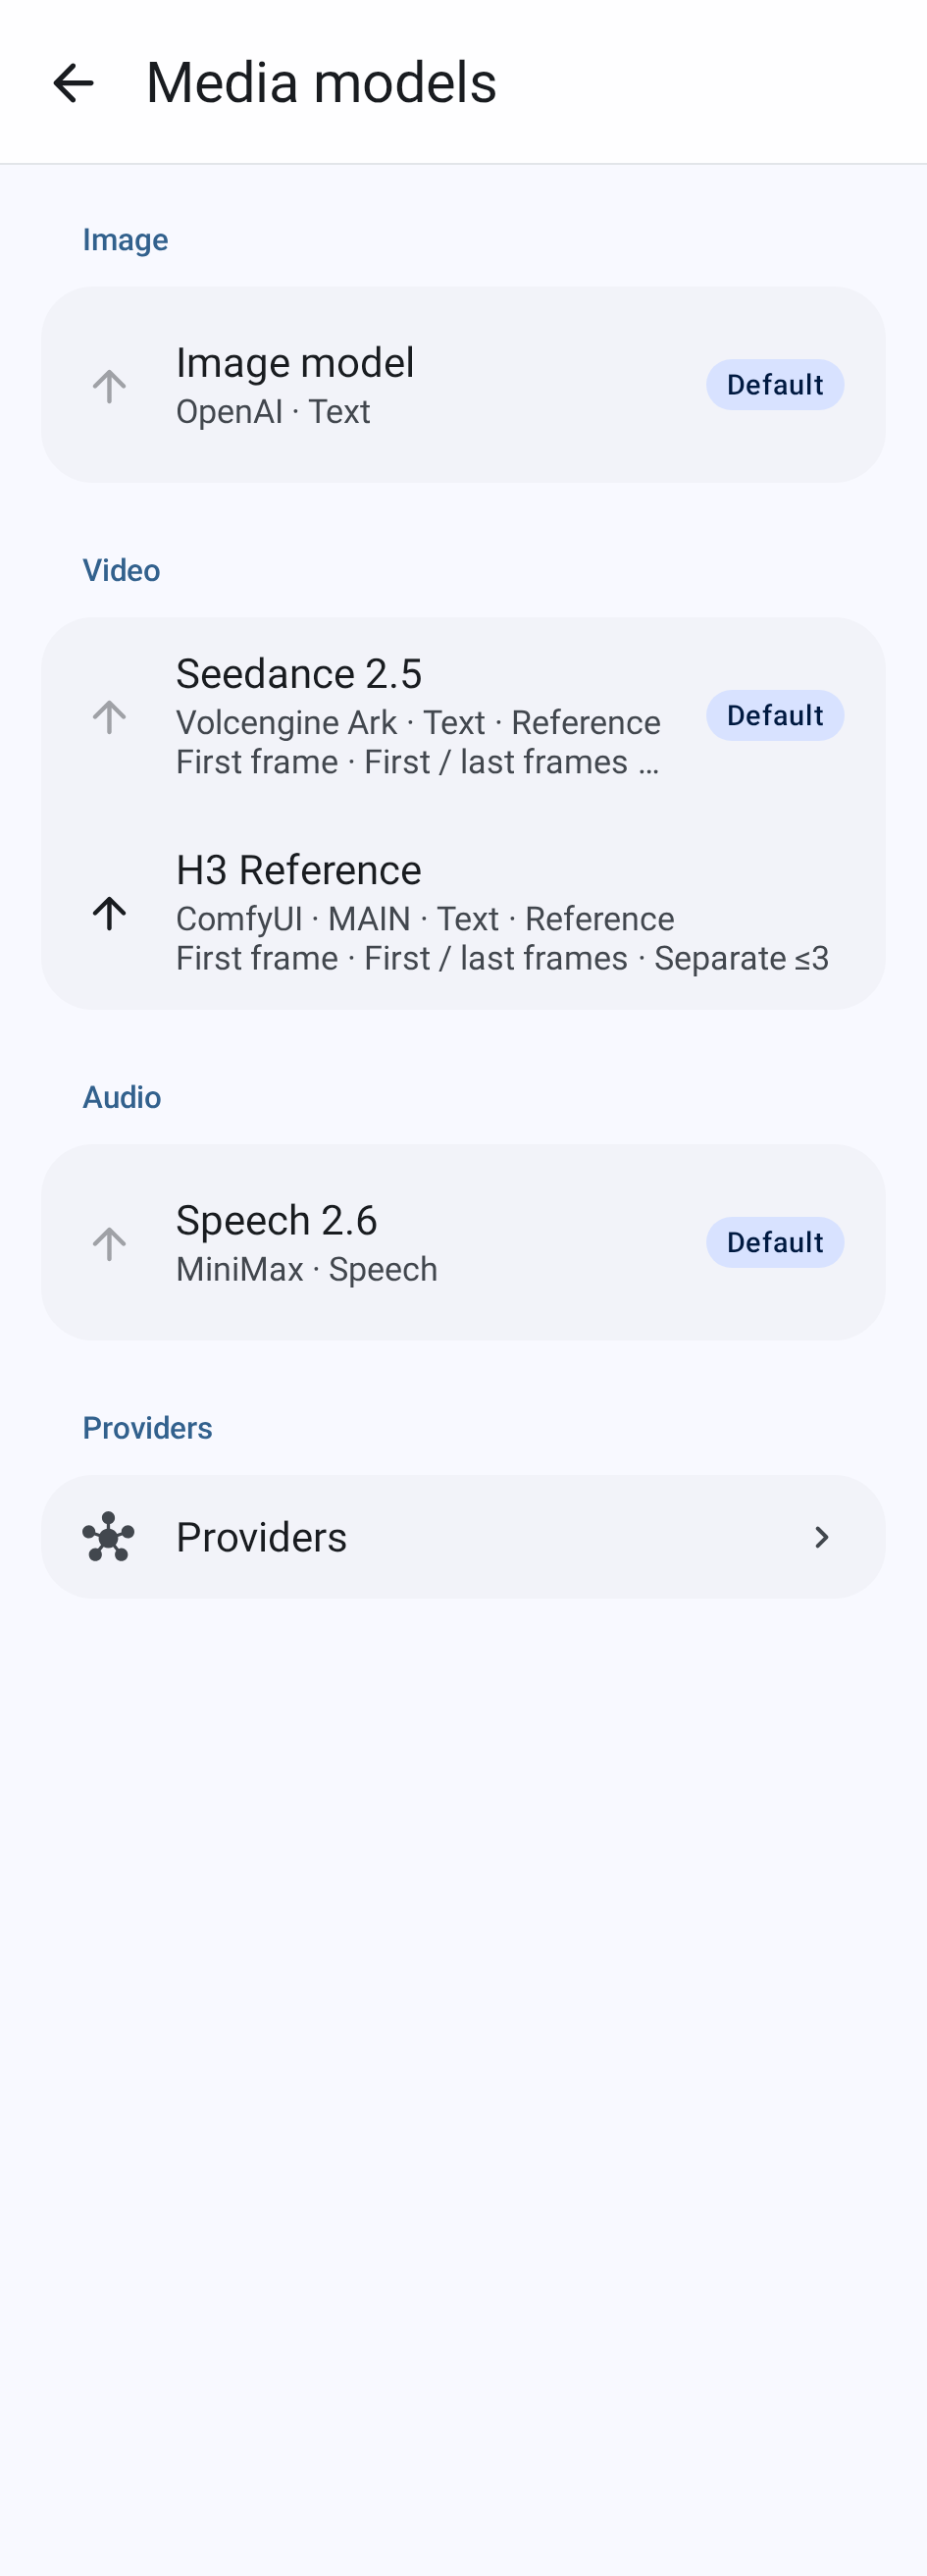 Media models
Image
Image model
OpenAI · Text
Default
Video
Seedance 2.5
Volcengine Ark · Text · Reference
First frame · First / last frames ...
Default
H3 Reference
ComfyUI · MAIN · Text · Reference
First frame · First / last frames · Separate ≤3
Audio
Speech 2.6
MiniMax · Speech
Default
Providers
Providers